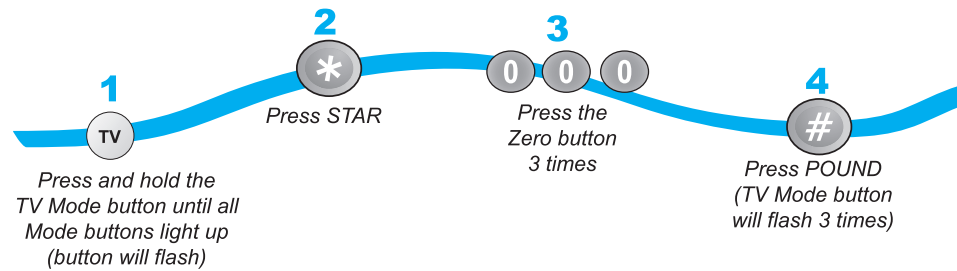 1
TV
Press and hold the
TV Mode button until all
Mode buttons light up
(button will flash)
2
*
Press STAR
3
0 0 0
Press the
Zero button
3 times
4
#
Press POUND
(TV Mode button
will flash 3 times)